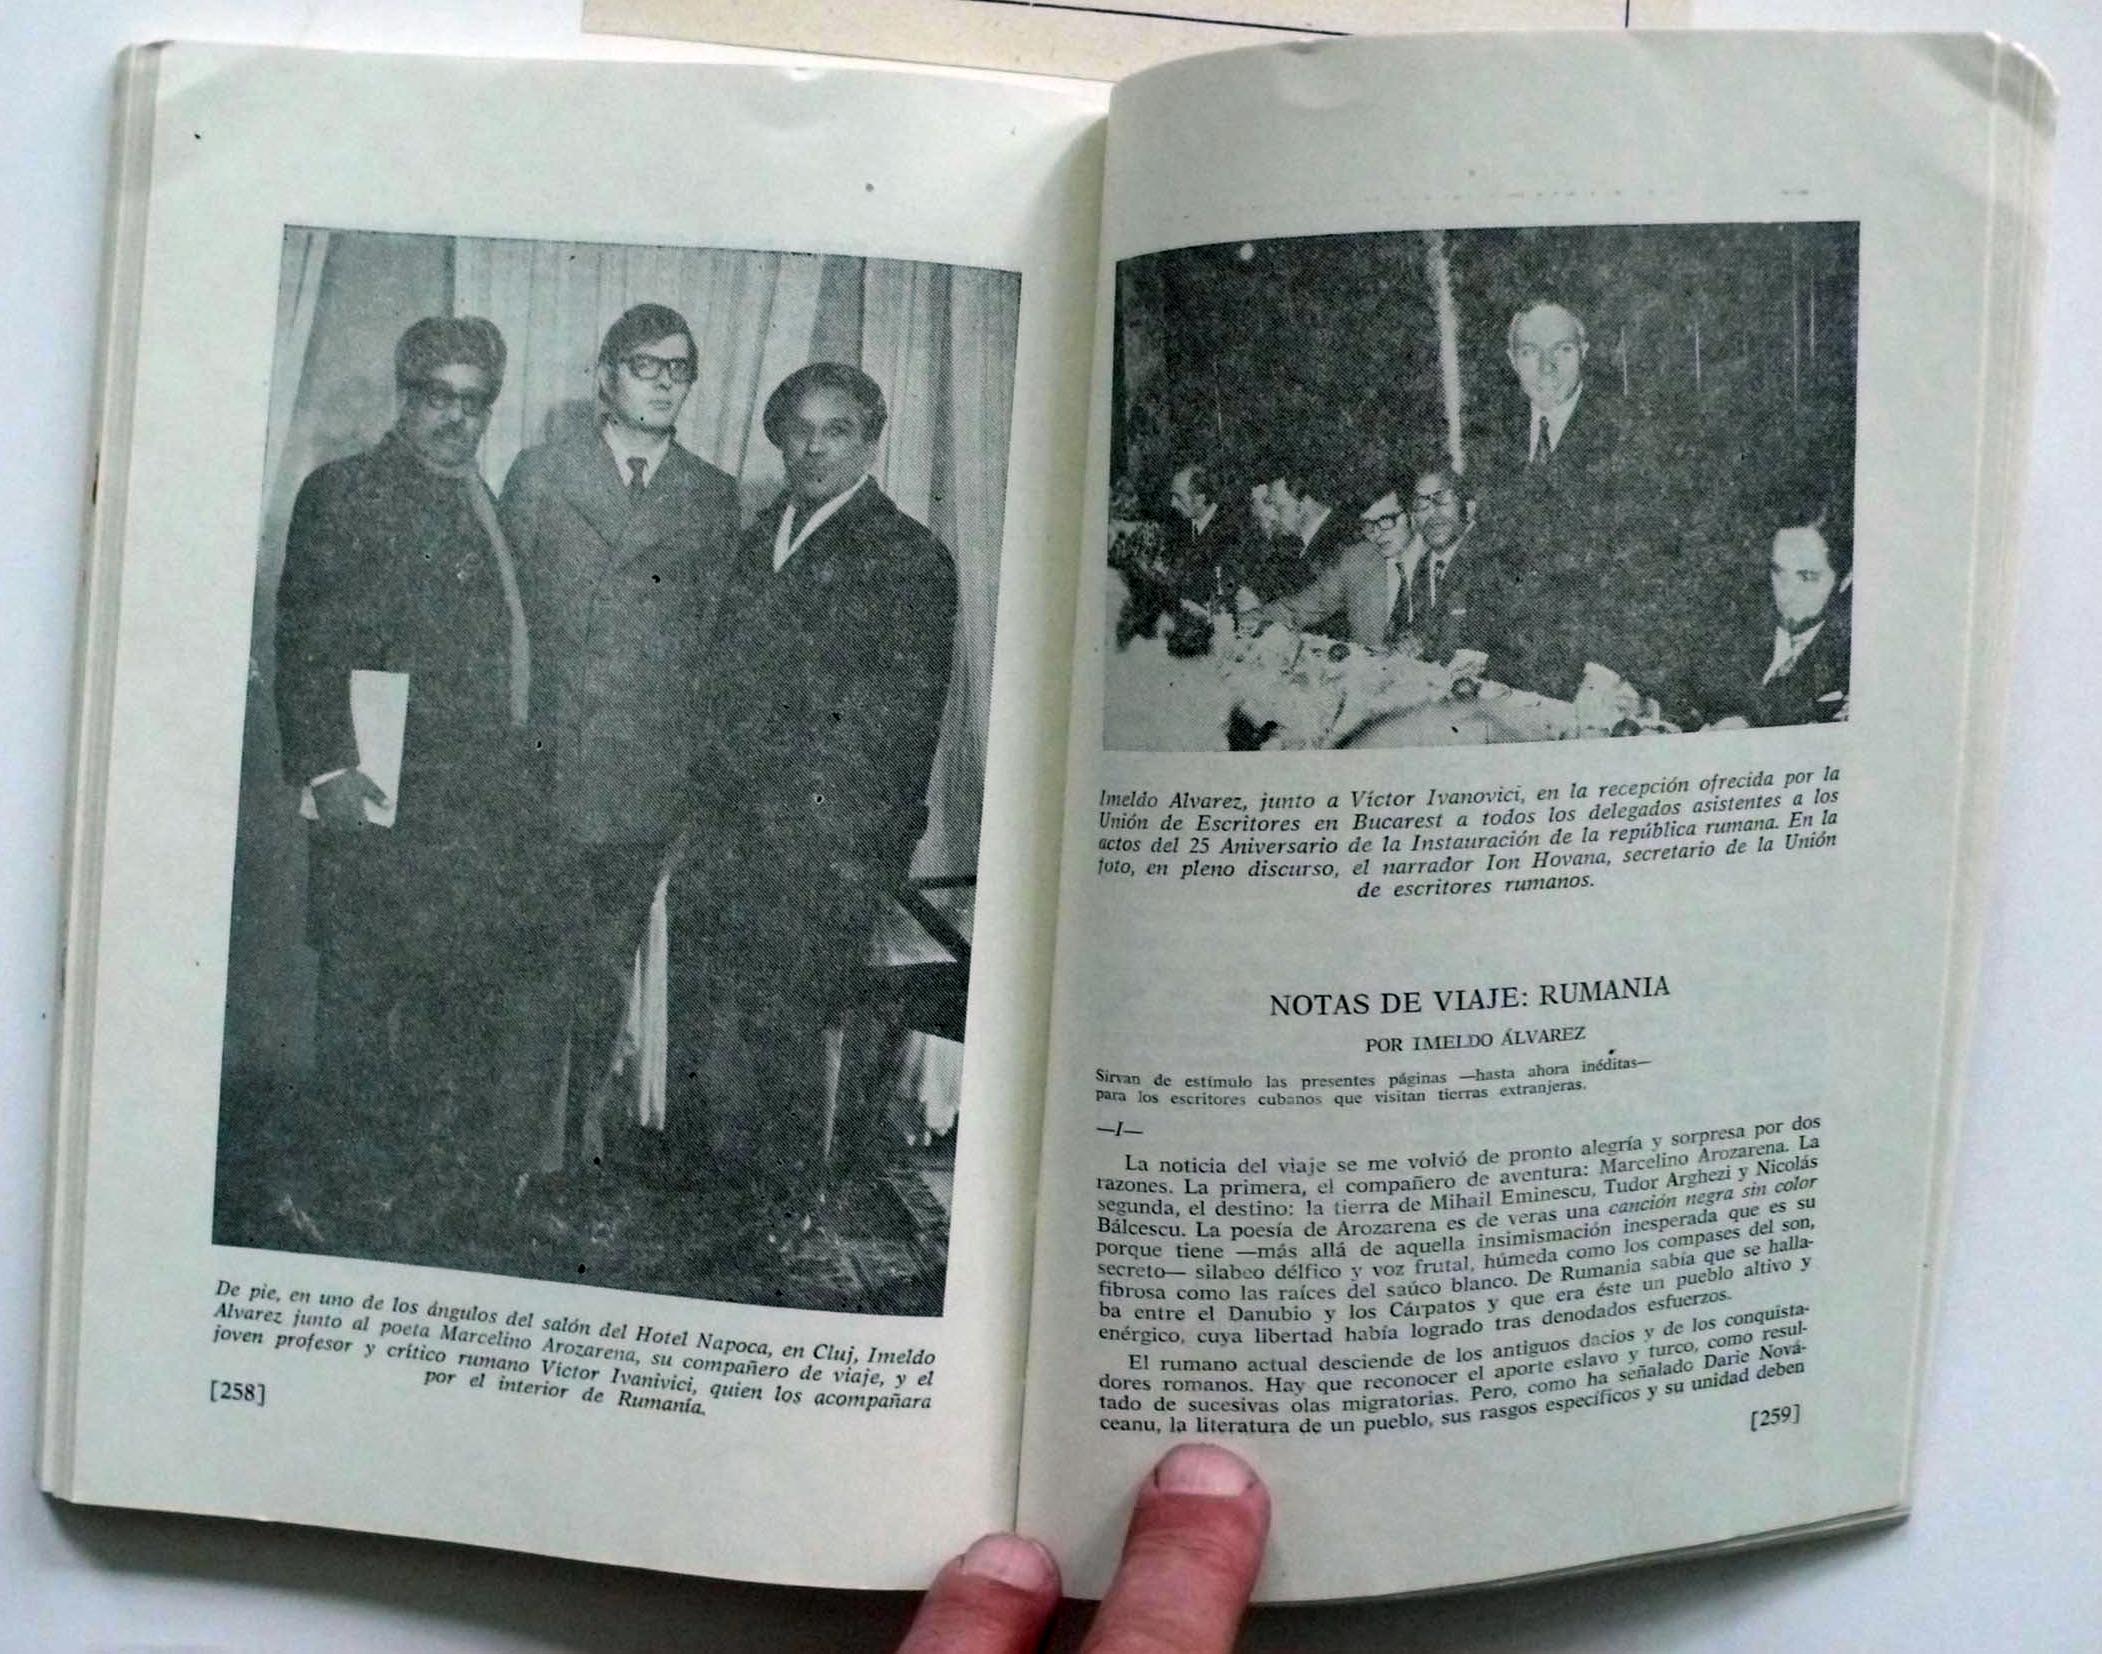 De pie, en uno de los ángulos del salón del Hotel Napoca, en Cluj, Imeldo
Alvarez junto al poeta Marcelino Arozarena, su compañero de viaje, y el
joven profesor y crítico rumano Víctor Ivanivici, quien los acompañara
por el interior de Rumania.
[258]
Imeldo Alvarez, junto a Víctor Ivanovici, en la recepción ofrecida por la
Unión de Escritores en Bucarest a todos los delegados asistentes a los
actos del 25 Aniversario de la Instauración de la república rumana. En la
foto, en pleno discurso, el narrador Ion Hovana, secretario de la Unión
de escritores rumanos.
NOTAS DE VIAJE: RUMANIA
POR IMELDO ÁLVAREZ
Sirvan de estímulo las presentes páginas —hasta ahora inéditas—
para los escritores cubanos que visitan tierras extranjeras.
—I—
La noticia del viaje se me volvió de pronto alegría y sorpresa por dos
razones. La primera, el compañero de aventura: Marcelino Arozarena. La
segunda, el destino: la tierra de Mihail Eminescu, Tudor Arghezi y Nicolás
Bálcescu. La poesía de Arozarena es de veras una canción negra sin color
porque tiene —más allá de aquella insimismación inesperada que es su
secreto— silabeo délfico y voz frutal, húmeda como los compases del son,
fibrosa como las raíces del saúco blanco. De Rumania sabía que se halla-
ba entre el Danubio y los Cárpatos y que era éste un pueblo altivo y
enérgico, cuya libertad había logrado tras denodados esfuerzos.
El rumano actual desciende de los antiguos dacios y de los conquista-
dores romanos. Hay que reconocer el aporte eslavo y turco, como resul-
tado de sucesivas olas migratorias. Pero, como ha señalado Darie Nová-
ceanu, la literatura de un pueblo, sus rasgos específicos y su unidad deben
[259]